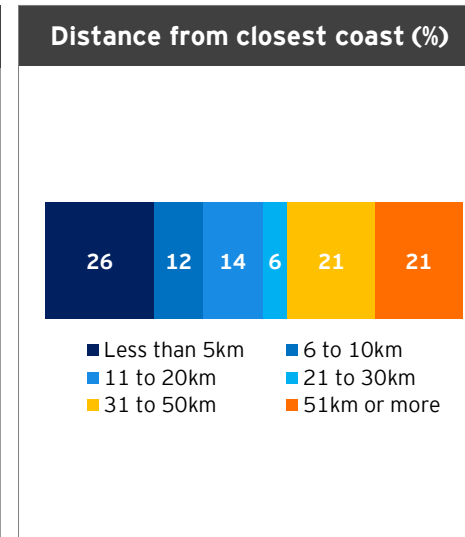 Distance from closest coast (%)
26 12 14 6 21 21
Less than 5km 6 to 10km
11 to 20km 21 to 30km
31 to 50km 51km or more